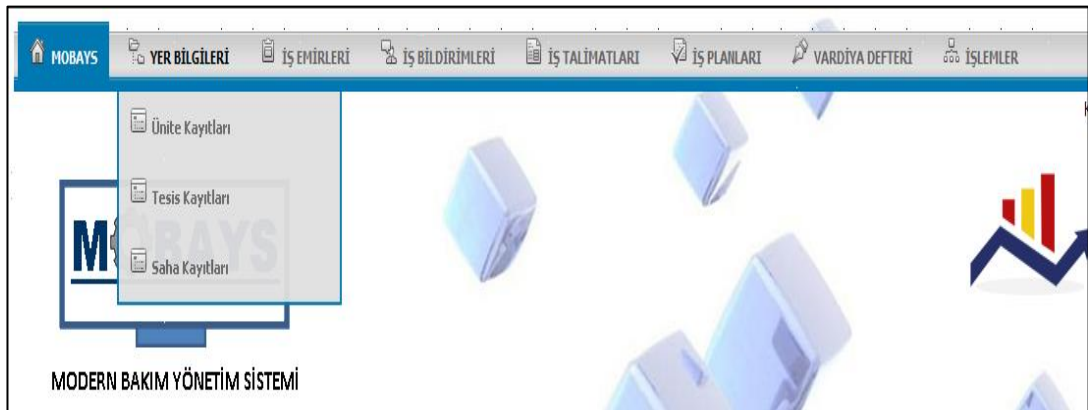 MOBAYS YER BİLGİLERİ İŞ EMİRLERİ İŞ BİLDİRİMLERİ İŞ TALİMATLARI İŞ PLANLARI VARDİYA DEFTERİ İŞLEMLER
Ünite Kayıtları
Tesis Kayıtları
MOBAYS
Saha Kayıtları
MODERN BAKIM YÖNETİM SİSTEMİ